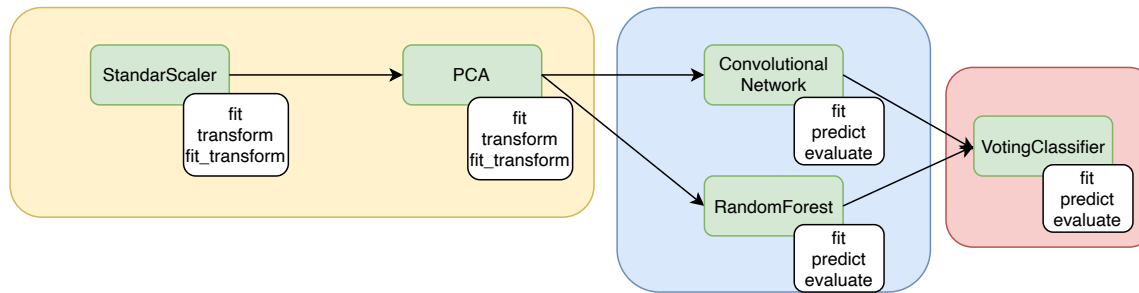 StandarScaler
fit
transform
fit_transform
PCA
fit
transform
fit_transform
Convolutional
Network
fit
predict
evaluate
RandomForest
fit
predict
evaluate
VotingClassifier
fit
predict
evaluate